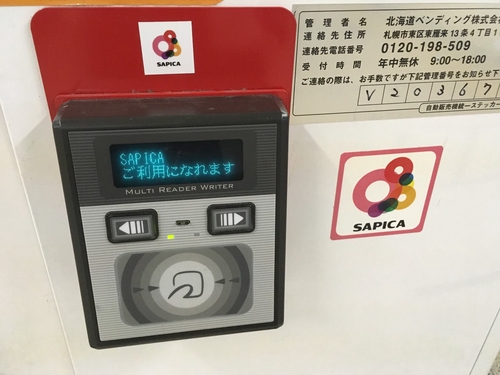 SAPICA
管理者名 北海道ベンディング株式会
連絡先住所 札幌市東区東雁来13条4丁目1
連絡先電話番号 0120-198-509
受付時間 年中無休 9:00~18:00
ご連絡の際は、お手数ですが下記管理番号をお知らせ下
V20367
自動販売機統一ステッカー
SAPICA
ご利用になれます
MULTI READER WRITER
SAPICA